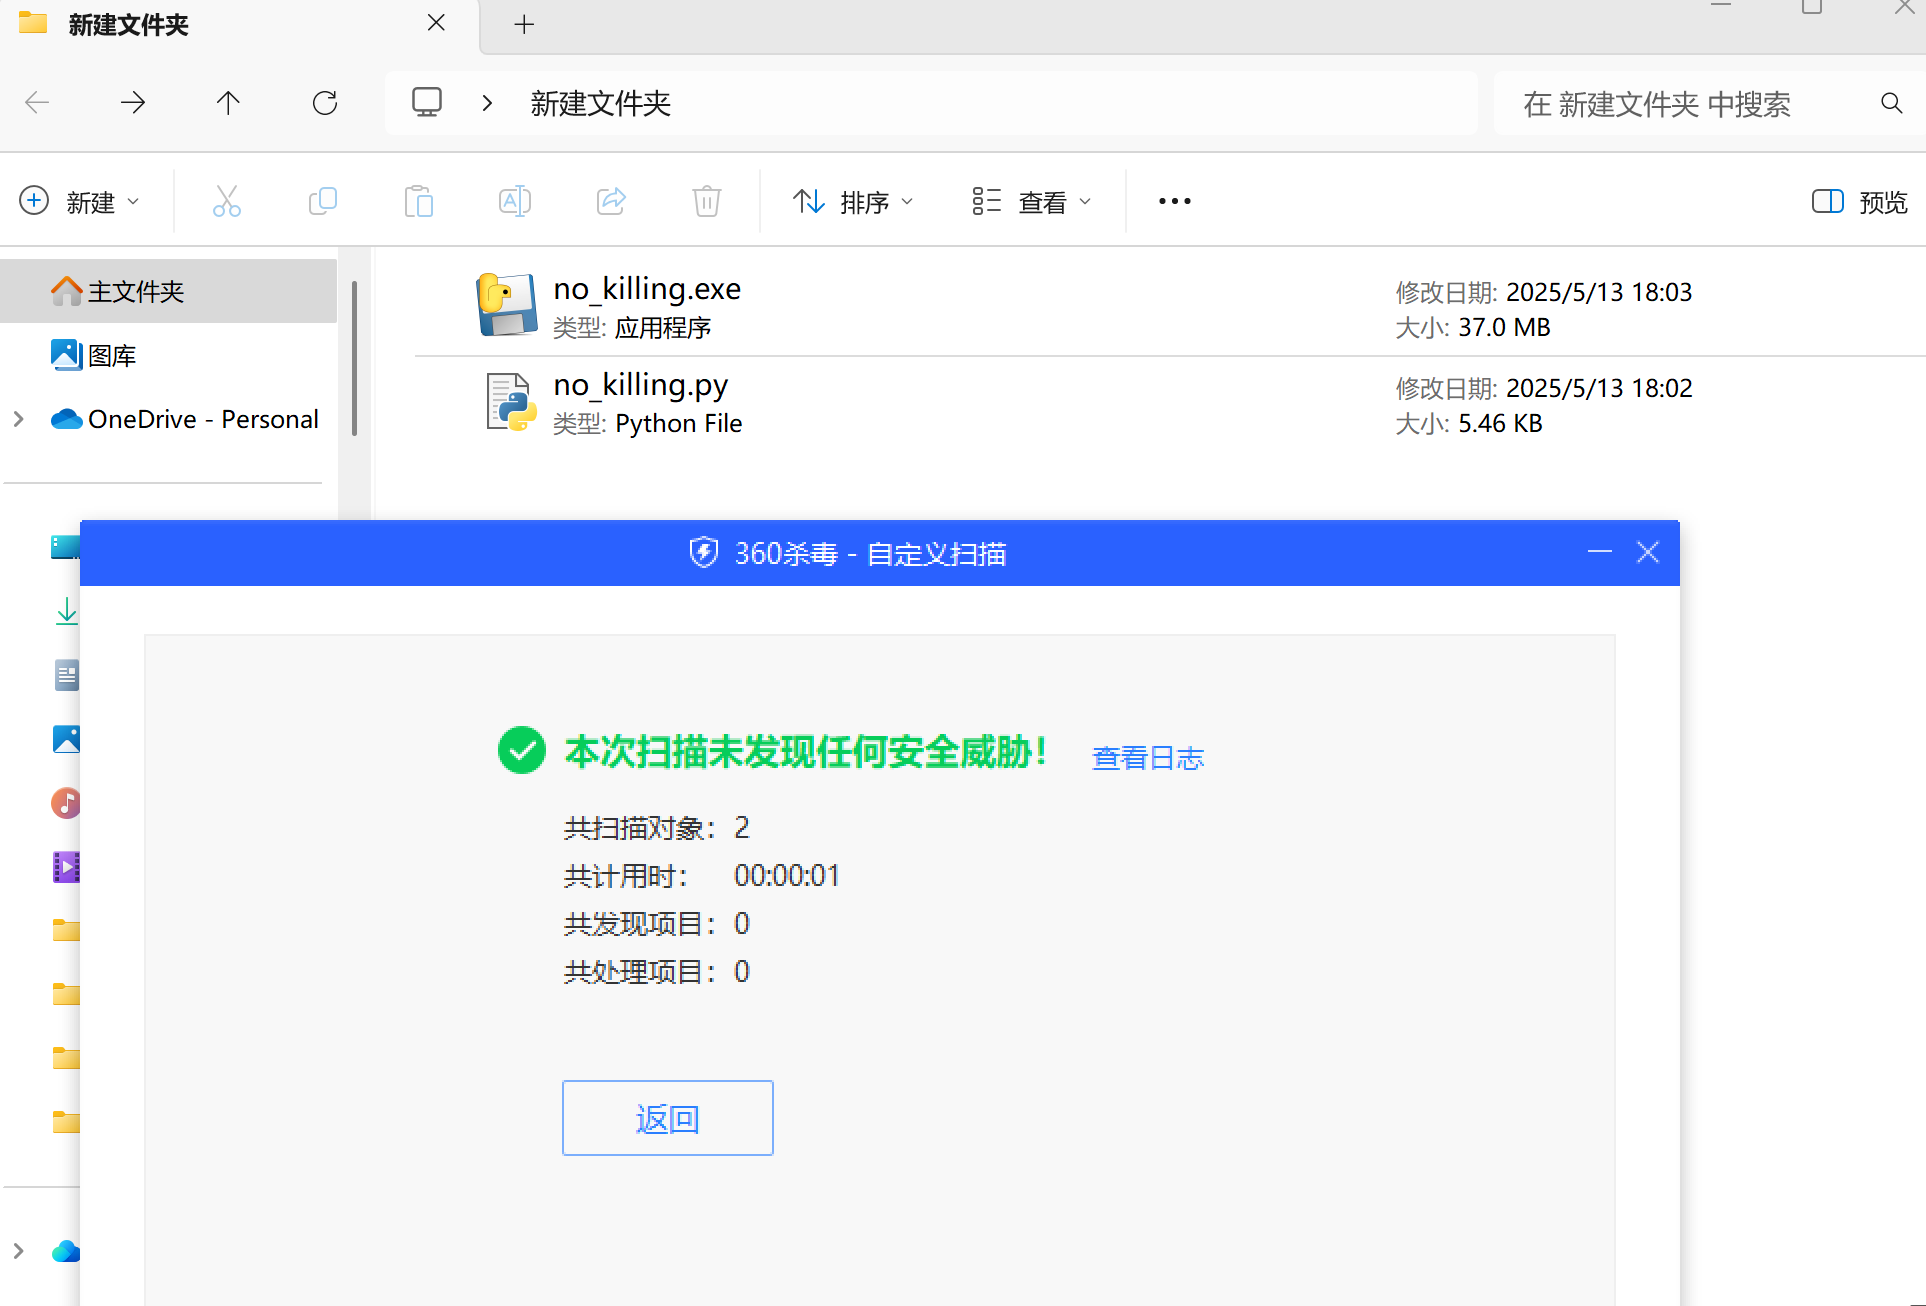 新建文件夹
新建文件夹
在 新建文件夹 中搜索
新建
排序
查看
预览
主文件夹
图库
OneDrive - Personal
no_killing.exe
类型: 应用程序
修改日期: 2025/5/13 18:03
大小: 37.0 MB
no_killing.py
类型: Python File
修改日期: 2025/5/13 18:02
大小: 5.46 KB
360杀毒 - 自定义扫描
本次扫描未发现任何安全威胁！ 查看日志
共扫描对象： 2
共计用时： 00:00:01
共发现项目： 0
共处理项目： 0
返回